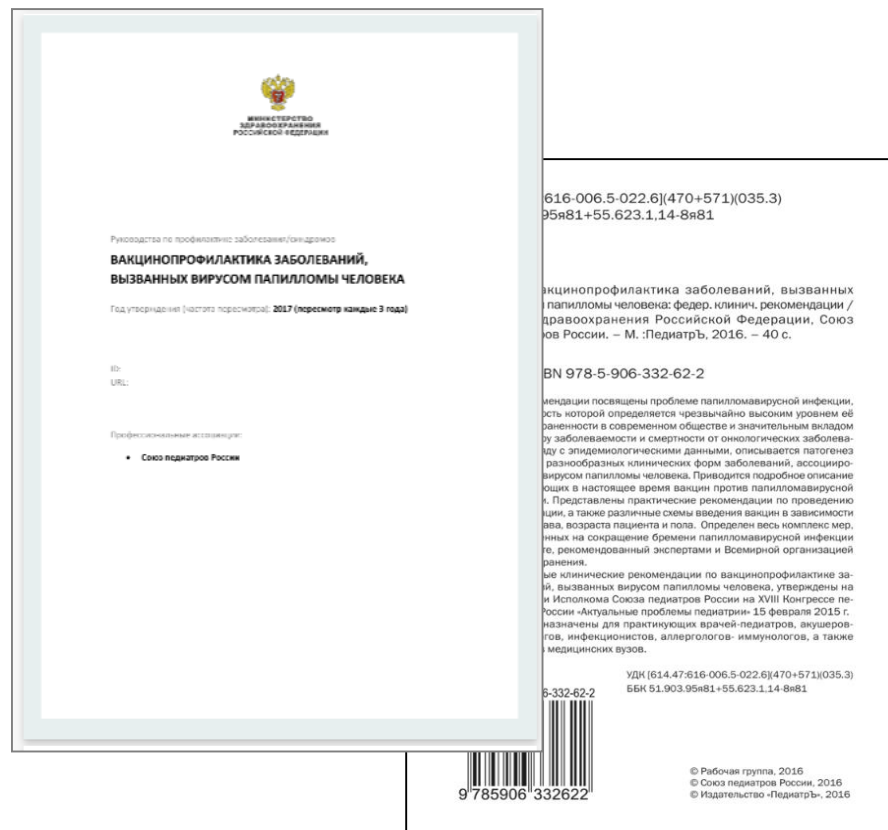 МИНИСТЕРСТВО
ЗДРАВООХРАНЕНИЯ
РОССИЙСКОЙ ФЕДЕРАЦИИ
Руководства по профилактике заболевания/синдромов
ВАКЦИНОПРОФИЛАКТИКА ЗАБОЛЕВАНИЙ,
ВЫЗВАННЫХ ВИРУСОМ ПАПИЛЛОМЫ ЧЕЛОВЕКА
Год утверждения (частота пересмотра): 2017 (пересмотр каждые 3 года)
ID:
URL:
Профессиональные ассоциации:
• Союз педиатров России
616-006.5-022.6](470+571)(035.3)
95я81+55.623.1,14-8я81
акцинопрофилактика заболеваний, вызванных
папилломы человека: федер. клинич. рекомендации /
дравоохранения Российской Федерации, Союз
ов России. – М. :ПедиатрЪ, 2016. – 40 с.
BN 978-5-906-332-62-2
мендации посвящены проблеме папилломавирусной инфекции,
ость которой определяется чрезвычайно высоким уровнем её
раненности в современном обществе и значительным вкладом
ру заболеваемости и смертности от онкологических заболева-
яду с эпидемиологическими данными, описывается патогенез
разнообразных клинических форм заболеваний, ассоцииро-
вирусом папилломы человека. Приводится подробное описание
ющих в настоящее время вакцин против папилломавирусной
и. Представлены практические рекомендации по проведению
ации, а также различные схемы введения вакцин в зависимости
ава, возраста пациента и пола. Определен весь комплекс мер,
нных на сокращение бремени папилломавирусной инфекции
те, рекомендованный экспертами и Всемирной организацией
ранения.
ые клинические рекомендации по вакцинопрофилактике за-
й, вызванных вирусом папилломы человека, утверждены на
и Исполкома Союза педиатров России на XVIII Конгрессе пе-
России «Актуальные проблемы педиатрии» 15 февраля 2015 г.
назначены для практикующих врачей-педиатров, акушеров-
гов, инфекционистов, аллергологов- иммунологов, а также
медицинских вузов.
УДК [614.47:616-006.5-022.6](470+571)(035.3)
ББК 51.903.95я81+55.623.1,14-8я81
6-332-62-2
9 785906 332622
© Рабочая группа, 2016
© Союз педиатров России, 2016
© Издательство «ПедиатрЪ», 2016